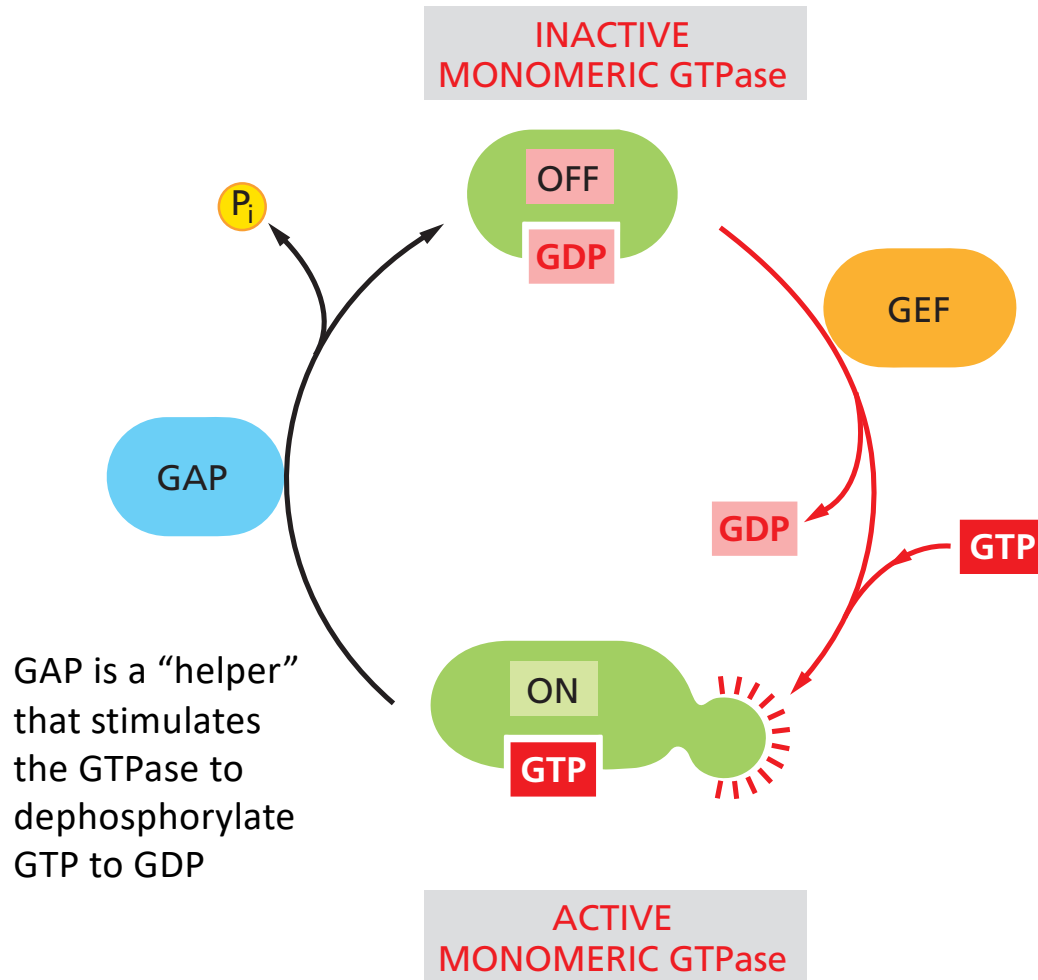 INACTIVE
MONOMERIC GTPase
OFF
GDP
Pi
GEF
GAP
GDP
GTP
GAP is a “helper”
that stimulates
the GTPase to
dephosphorylate
GTP to GDP
ON
GTP
ACTIVE
MONOMERIC GTPase